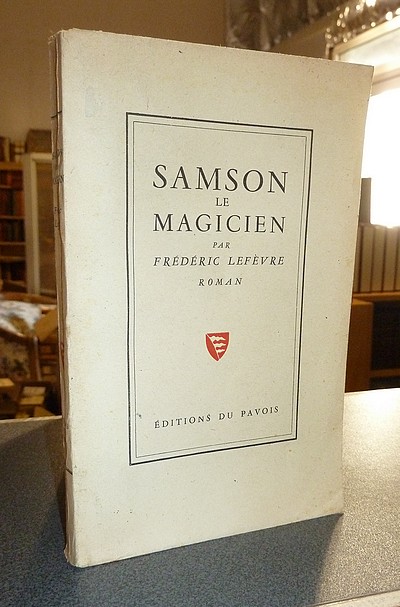 SAMSON
LE
MAGICIEN
PAR
FRÉDÉRIC LEFÈVRE
ROMAN
ÉDITIONS DU PAVOIS